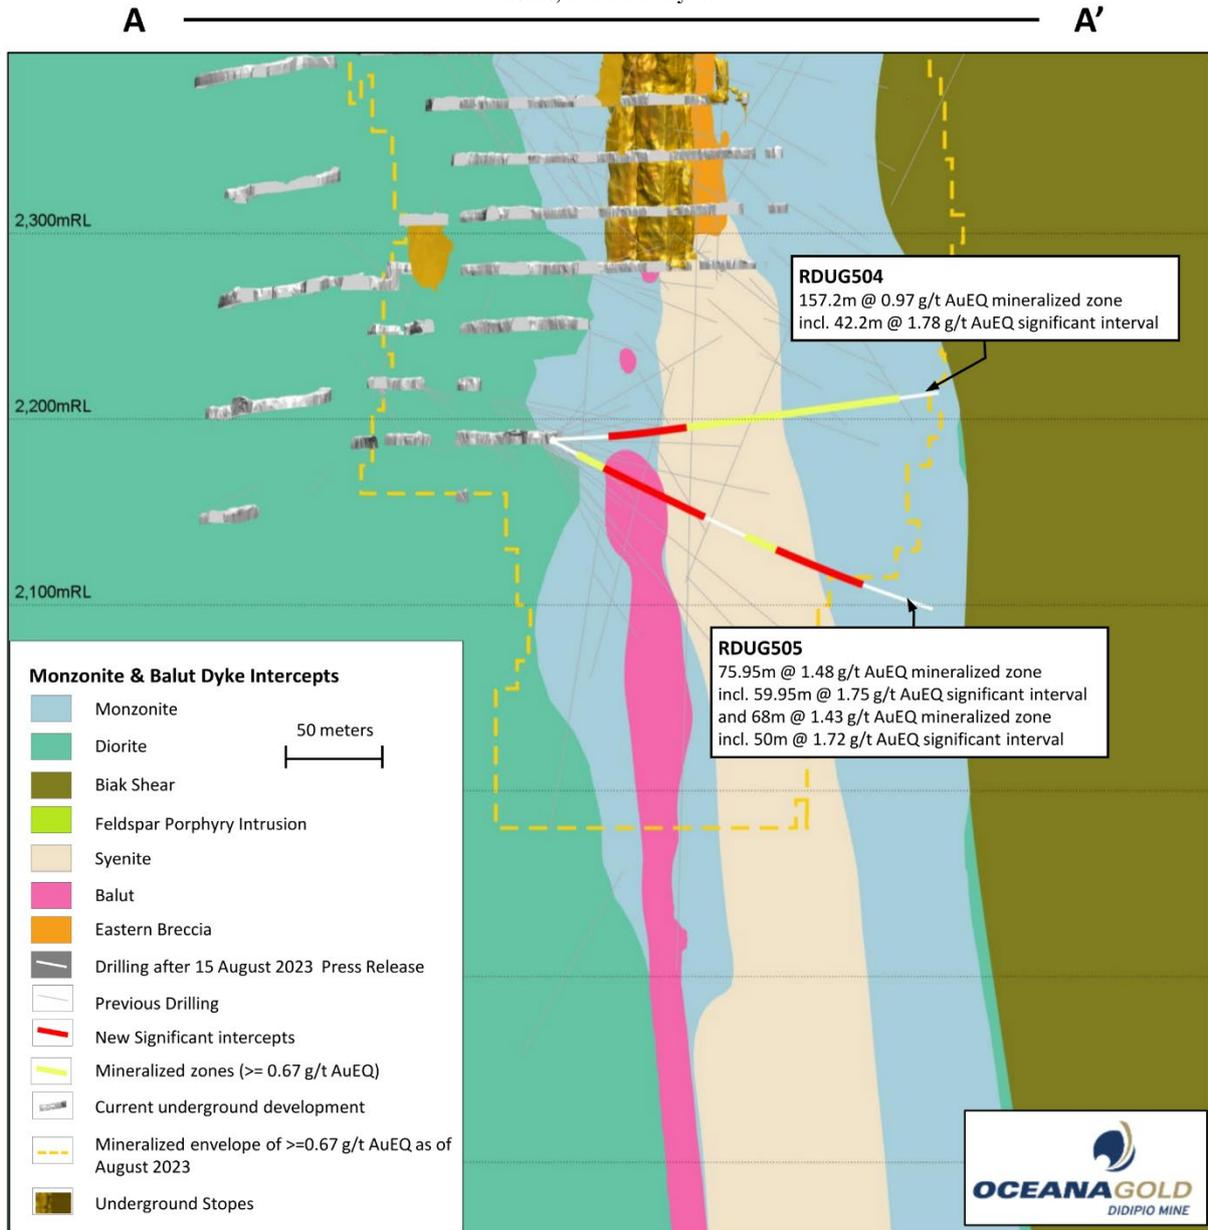 A A’
2,300mRL
RDUG504
157.2m @ 0.97 g/t AuEQ mineralized zone
incl. 42.2m @ 1.78 g/t AuEQ significant interval
2,200mRL
2,100mRL
RDUG505
75.95m @ 1.48 g/t AuEQ mineralized zone
incl. 59.95m @ 1.75 g/t AuEQ significant interval
and 68m @ 1.43 g/t AuEQ mineralized zone
incl. 50m @ 1.72 g/t AuEQ significant interval
Monzonite & Balut Dyke Intercepts
Monzonite
Diorite
50 meters
Biak Shear
Feldspar Porphyry Intrusion
Syenite
Balut
Eastern Breccia
Drilling after 15 August 2023 Press Release
Previous Drilling
New Significant intercepts
Mineralized zones (>= 0.67 g/t AuEQ)
Current underground development
Mineralized envelope of >=0.67 g/t AuEQ as of
August 2023
Underground Stopes
OCEANAGOLD
DIDIPIO MINE